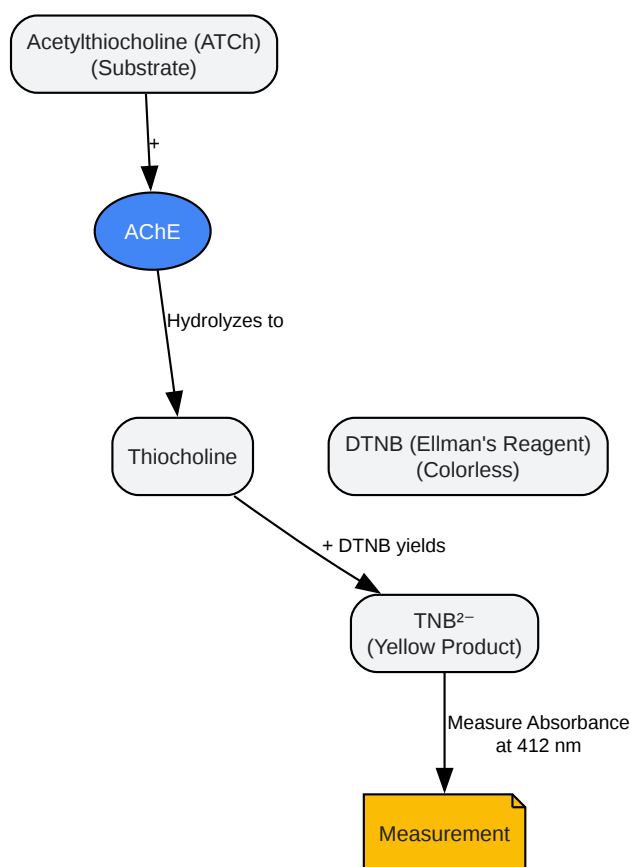 Acetylthiocholine (ATCh)
(Substrate)
+
AChE
Hydrolyzes to
Thiocholine
DTNB (Ellman's Reagent)
(Colorless)
+ DTNB yields
TNB²⁻
(Yellow Product)
Measure Absorbance
at 412 nm
Measurement